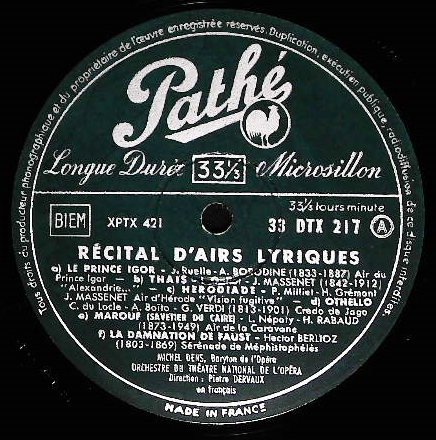 Tous droits du producteur phonographique et du propriétaire de l'œuvre enregistrée réservés. Duplication, exécution publique, radiodiffusion de ce disque interdites.
Pathé
Longue Durée 33⅓ Microsillon
33⅓ tours minute
BIEM XPTX 421 33 DTX 217 A
RÉCITAL D'AIRS LYRIQUES
a) LE PRINCE IGOR - J. Ruelle - A. BORODINE (1833-1887) Air du
Prince Igor — b) THAIS - L. J. MASSENET (1842-1912)
"Alexandrie..." c) HERODIADE - P. Milliet - H. Grémont
J. MASSENET Air d'Hérode "Vision fugitive" d) OTHELLO
C. du Locle - A. Boito - G. VERDI (1813-1901) Credo de Jago
e) MAROUF (SAVETIER DU CAIRE) - L. Népoty - H. RABAUD
(1873-1949) Air de la Caravane
f) LA DAMNATION DE FAUST - Hector BERLIOZ
(1803-1869) Sérénade de Méphistophélès
MICHEL DENS, Baryton de l'Opéra
ORCHESTRE DU THÉATRE NATIONAL DE L'OPÉRA
Direction : Pierre DERVAUX
en Français
MADE IN FRANCE